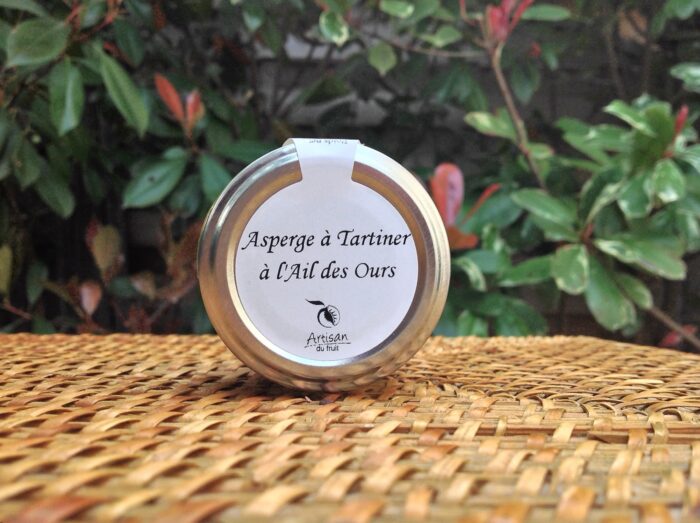 Asperge à Tartiner
à l'Ail des Ours
Artisan
du fruit